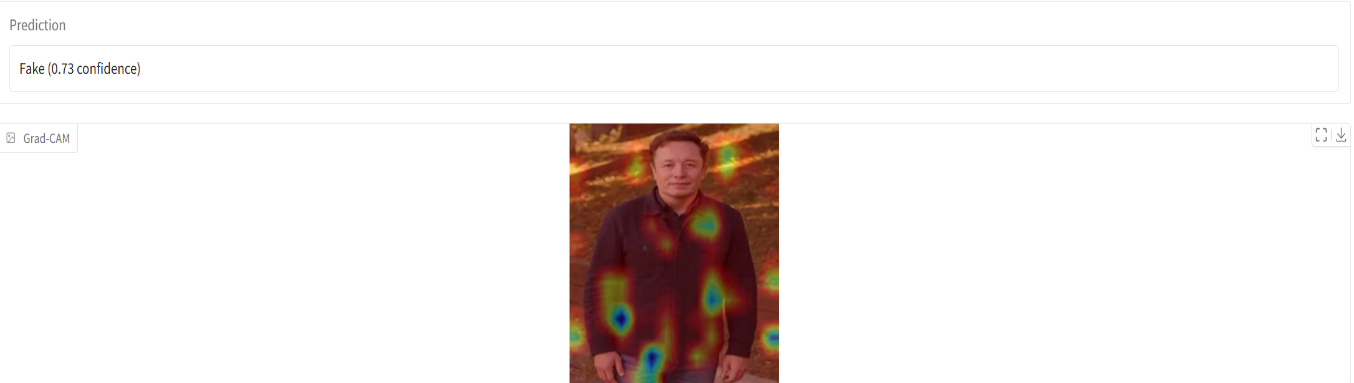 Prediction
Fake (0.73 confidence)
Grad-CAM